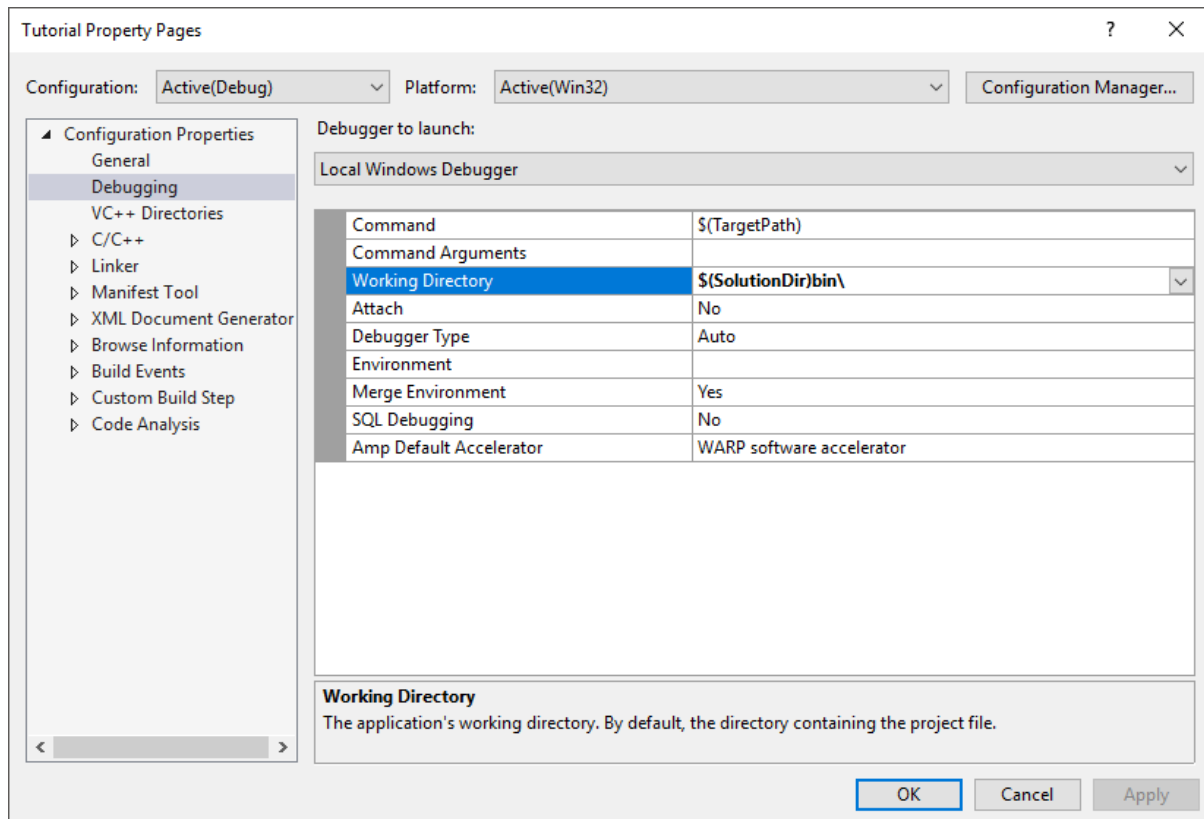 Tutorial Property Pages
?
Configuration: Active(Debug) Platform: Active(Win32) Configuration Manager...
Configuration Properties
General
Debugging
VC++ Directories
C/C++
Linker
Manifest Tool
XML Document Generator
Browse Information
Build Events
Custom Build Step
Code Analysis
Debugger to launch:
Local Windows Debugger
Command $(TargetPath)
Command Arguments
Working Directory $(SolutionDir)bin\
Attach No
Debugger Type Auto
Environment
Merge Environment Yes
SQL Debugging No
Amp Default Accelerator WARP software accelerator
Working Directory
The application's working directory. By default, the directory containing the project file.
OK Cancel Apply